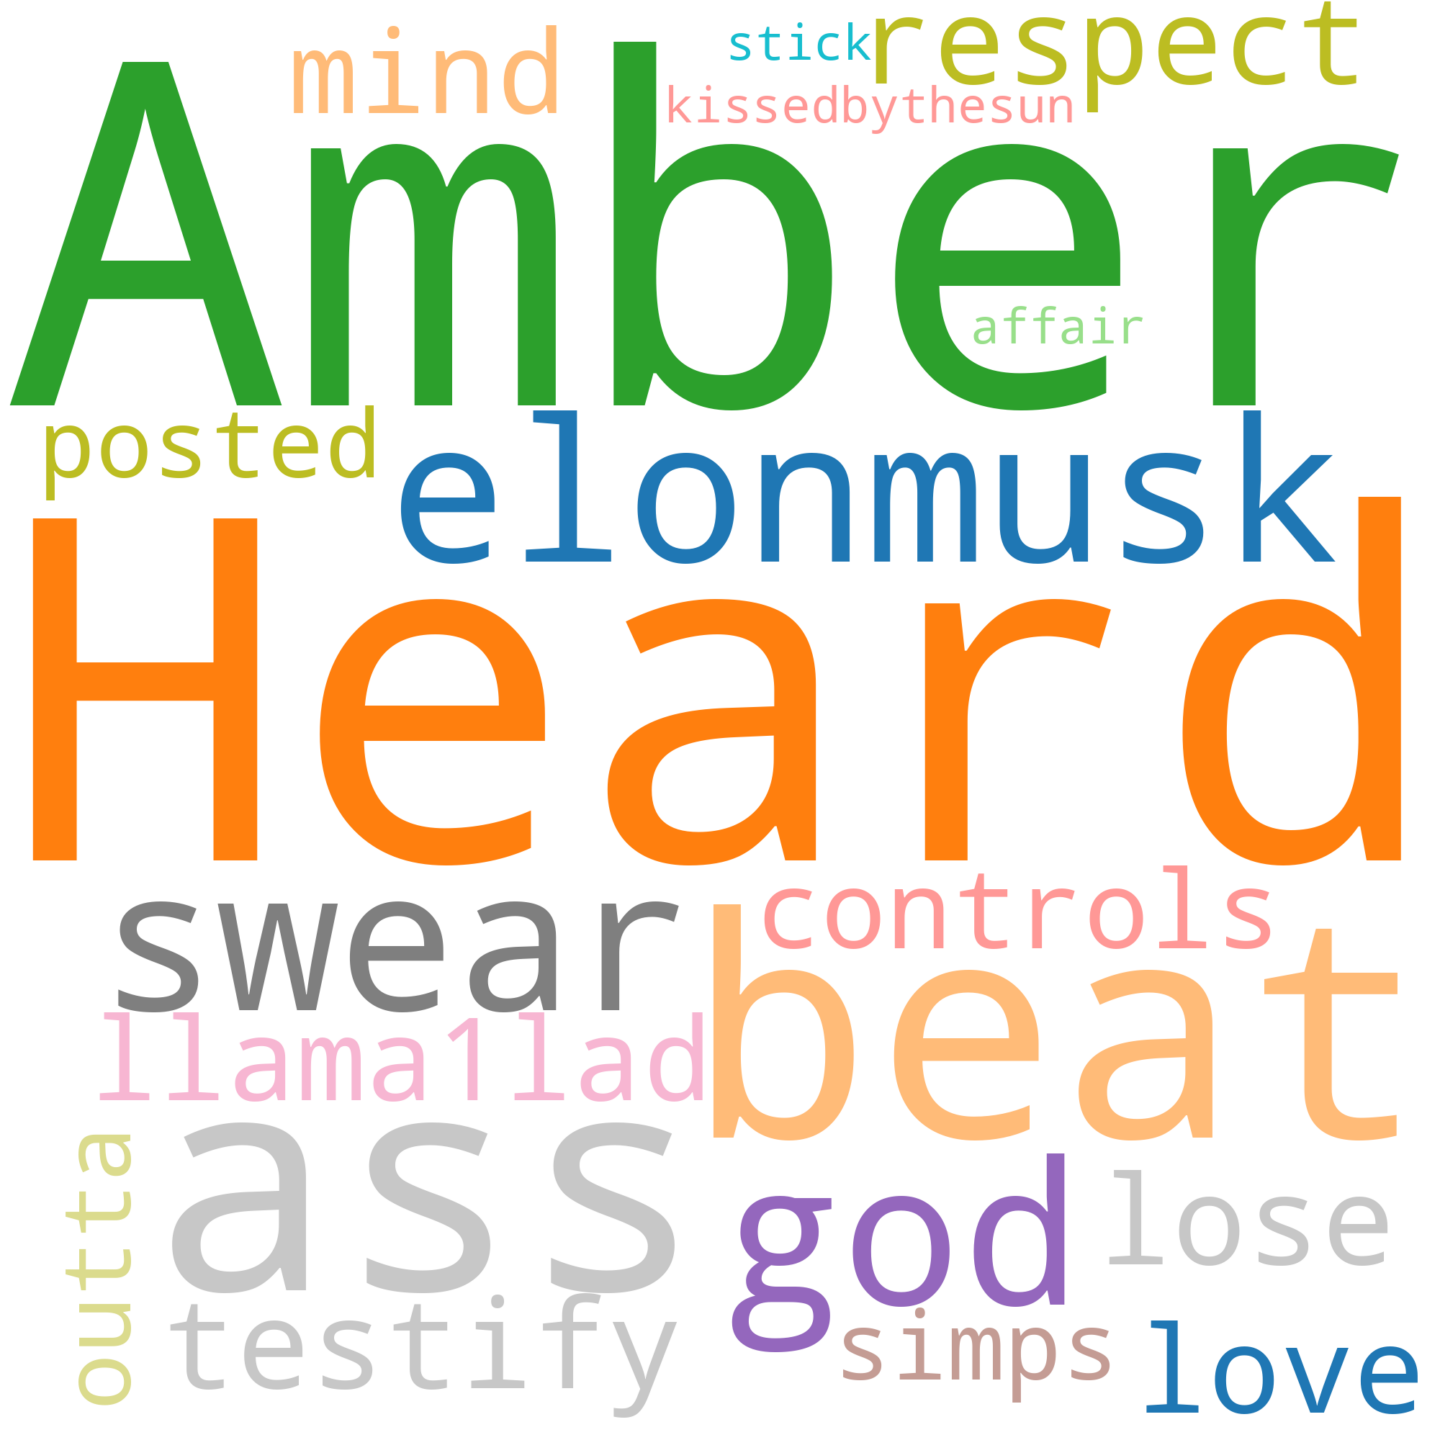 mind
stick
respect
kissedbythesun
Amber
affair
posted
elonmusk
Heard
swear
controls
beat
llama1lad
ass
outta
god
lose
testify
simps
love